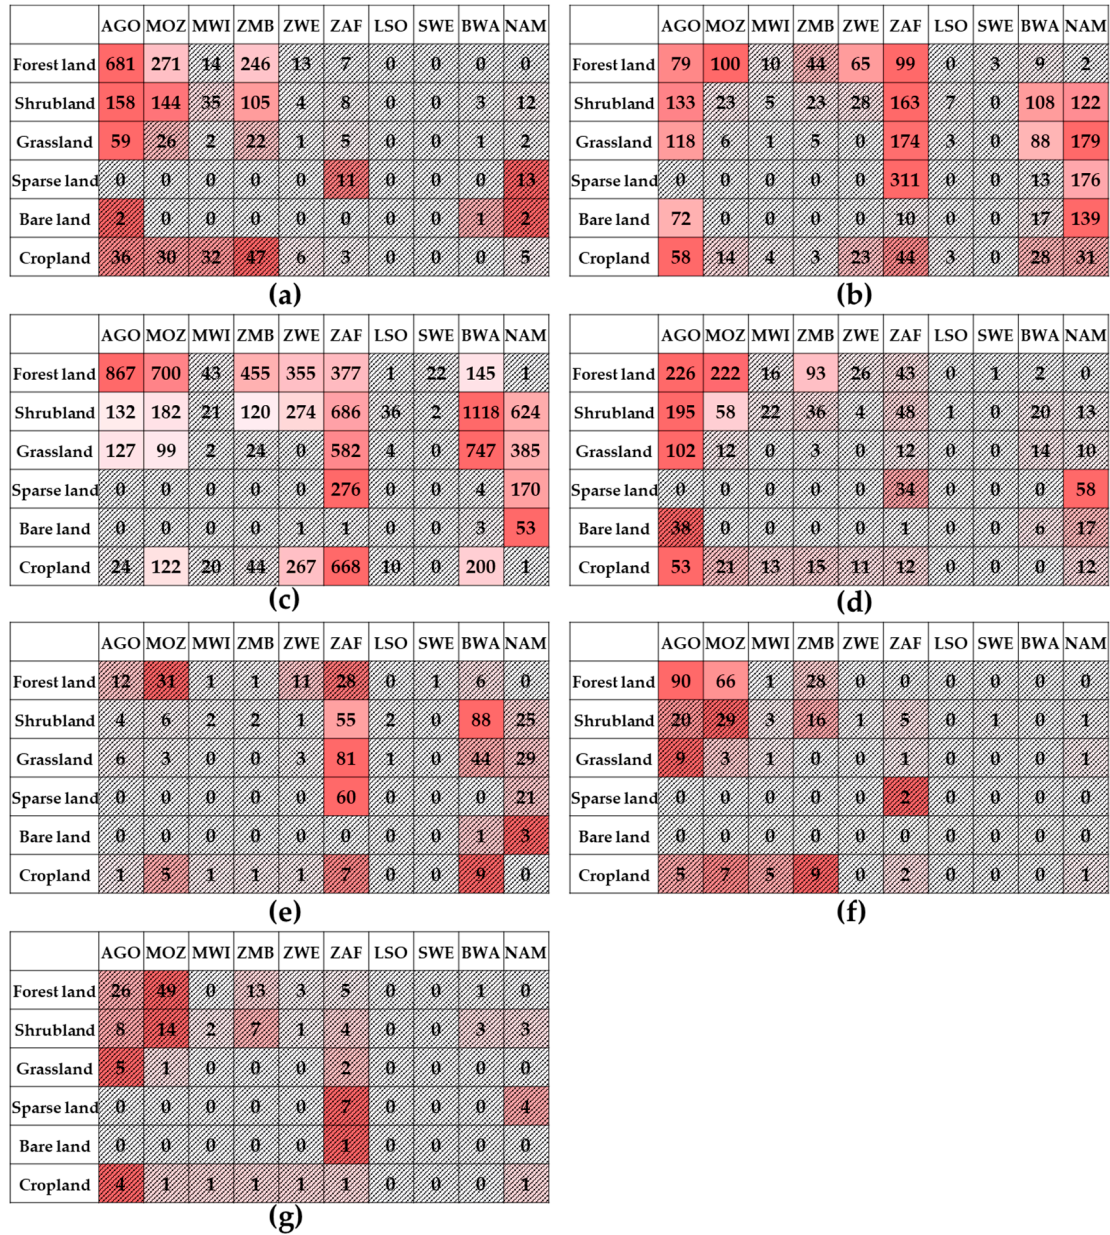 AGO MOZ MWI ZMB ZWE ZAF LSO SWE BWA NAM
Forest land 681 271 14 246 13 7 0 0 0 0
Shrubland 158 144 35 105 4 8 0 0 3 12
Grassland 59 26 2 22 1 5 0 0 1 2
Sparse land 0 0 0 0 0 11 0 0 0 13
Bare land 2 0 0 0 0 0 0 0 1 2
Cropland 36 30 32 47 6 3 0 0 0 5
(a)
AGO MOZ MWI ZMB ZWE ZAF LSO SWE BWA NAM
Forest land 79 100 10 44 65 99 0 3 9 2
Shrubland 133 23 5 23 28 163 7 0 108 122
Grassland 118 6 1 5 0 174 3 0 88 179
Sparse land 0 0 0 0 0 311 0 0 13 176
Bare land 72 0 0 0 0 10 0 0 17 139
Cropland 58 14 4 3 23 44 3 0 28 31
(b)
AGO MOZ MWI ZMB ZWE ZAF LSO SWE BWA NAM
Forest land 867 700 43 455 355 377 1 22 145 1
Shrubland 132 182 21 120 274 686 36 2 1118 624
Grassland 127 99 2 24 0 582 4 0 747 385
Sparse land 0 0 0 0 0 276 0 0 4 170
Bare land 0 0 0 0 1 1 0 0 3 53
Cropland 24 122 20 44 267 668 10 0 200 1
(c)
AGO MOZ MWI ZMB ZWE ZAF LSO SWE BWA NAM
Forest land 226 222 16 93 26 43 0 1 2 0
Shrubland 195 58 22 36 4 48 1 0 20 13
Grassland 102 12 0 3 0 12 0 0 14 10
Sparse land 0 0 0 0 0 34 0 0 0 58
Bare land 38 0 0 0 0 1 0 0 6 17
Cropland 53 21 13 15 11 12 0 0 0 12
(d)
AGO MOZ MWI ZMB ZWE ZAF LSO SWE BWA NAM
Forest land 12 31 1 1 11 28 0 1 6 0
Shrubland 4 6 2 2 1 55 2 0 88 25
Grassland 6 3 0 0 3 81 1 0 44 29
Sparse land 0 0 0 0 0 60 0 0 0 21
Bare land 0 0 0 0 0 0 0 0 1 3
Cropland 1 5 1 1 1 7 0 0 9 0
(e)
AGO MOZ MWI ZMB ZWE ZAF LSO SWE BWA NAM
Forest land 90 66 1 28 0 0 0 0 0 0
Shrubland 20 29 3 16 1 5 0 1 0 1
Grassland 9 3 1 0 0 1 0 0 0 1
Sparse land 0 0 0 0 0 2 0 0 0 0
Bare land 0 0 0 0 0 0 0 0 0 0
Cropland 5 7 5 9 0 2 0 0 0 1
(f)
AGO MOZ MWI ZMB ZWE ZAF LSO SWE BWA NAM
Forest land 26 49 0 13 3 5 0 0 1 0
Shrubland 8 14 2 7 1 4 0 0 3 3
Grassland 5 1 0 0 0 2 0 0 0 0
Sparse land 0 0 0 0 0 7 0 0 0 4
Bare land 0 0 0 0 0 1 0 0 0 0
Cropland 4 1 1 1 1 1 0 0 0 1
(g)